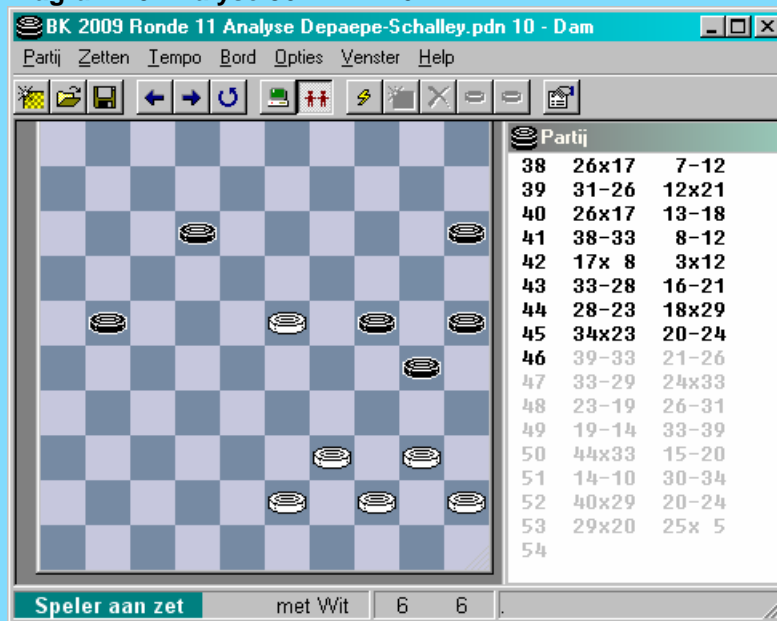 BK 2009 Ronde 11 Analyse Depaepe-Schalley.pdn 10 - Dam
Partij Zetten Tempo Bord Opties Venster Help
Partij
38 26x17 7-12
39 31-26 12x21
40 26x17 13-18
41 38-33 8-12
42 17x 8 3x12
43 33-28 16-21
44 28-23 18x29
45 34x23 20-24
46 39-33 21-26
47 33-29 24x33
48 23-19 26-31
49 19-14 33-39
50 44x33 15-20
51 14-10 30-34
52 40x29 20-24
53 29x20 25x 5
54
Speler aan zet met Wit 6 6 .